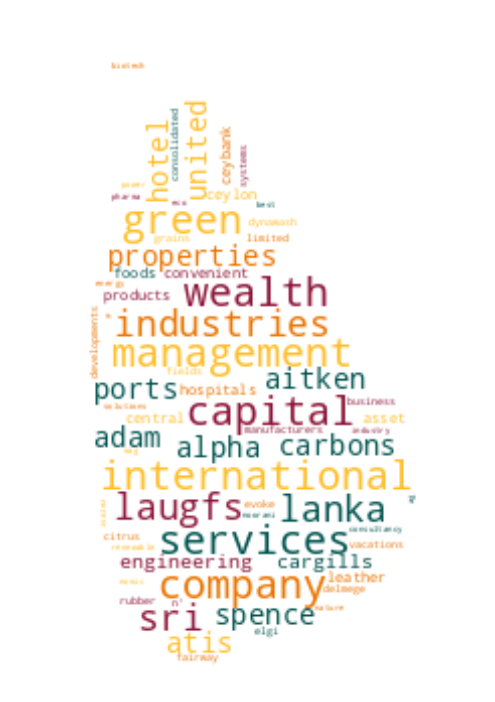 biotech
hotel
consolidated
united
ceybank
systems
power
pharma
eco
ceylon
best
green
dynawash
grains
limited
properties
foods convenient
energy
products wealth
industries
developments
management
fields
aitken
ports hospitals
solutions
capital business
central asset
manufacturers industry
adam alpha carbons
international
laugfs evoke lanka
noorani
citrus services consultancy
renewable vacations
engineering cargills
company leather
delmege
rubber n' nature
sri spence
elgi
atis
fairway